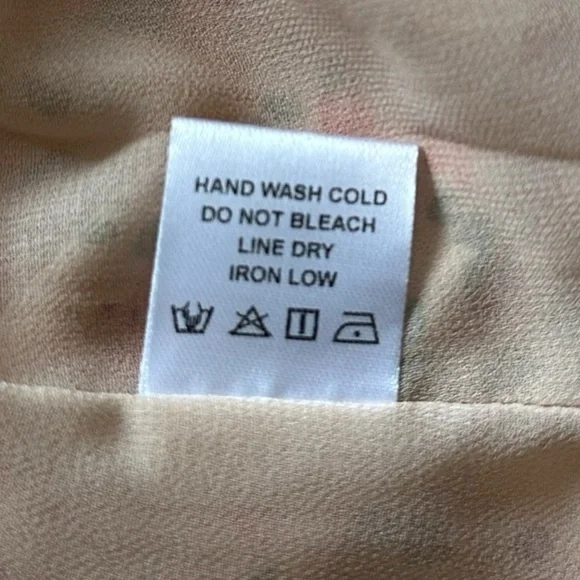 HAND WASH COLD
DO NOT BLEACH
LINE DRY
IRON LOW